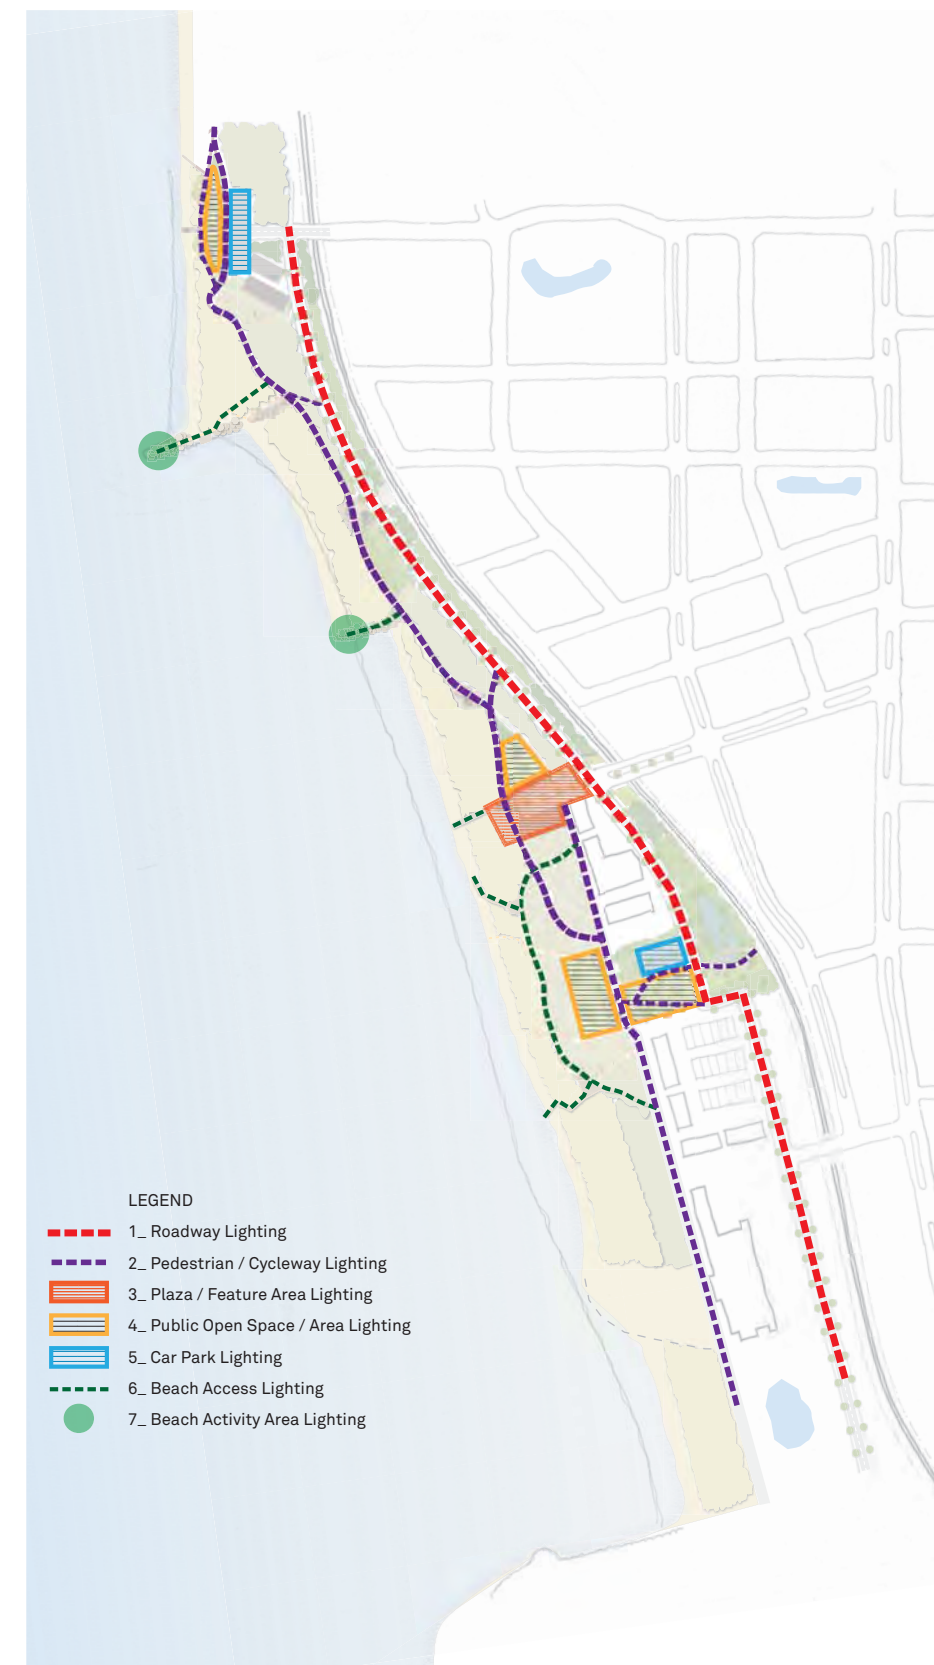 LEGEND
1_ Roadway Lighting
2_ Pedestrian / Cycleway Lighting
3_ Plaza / Feature Area Lighting
4_ Public Open Space / Area Lighting
5_ Car Park Lighting
6_ Beach Access Lighting
7_ Beach Activity Area Lighting